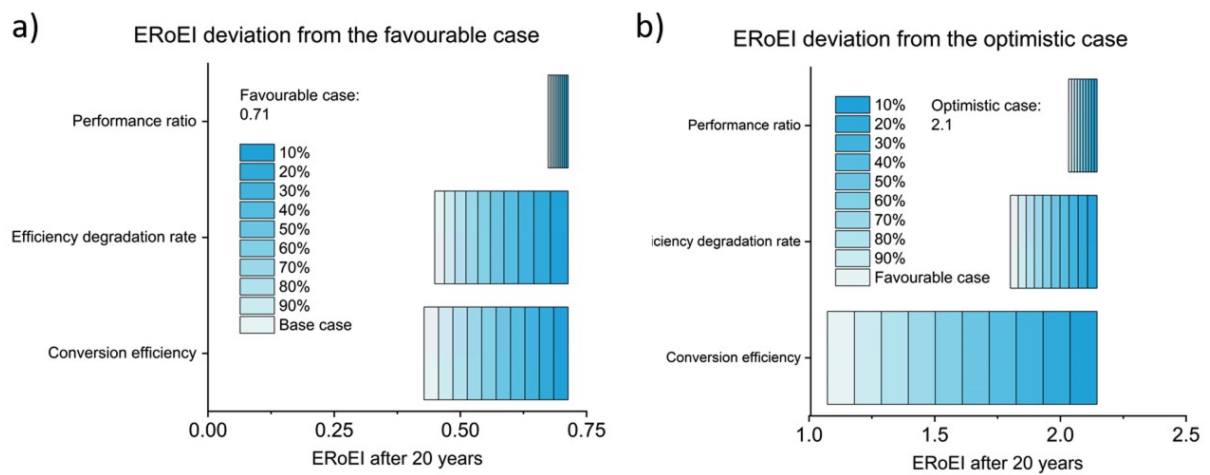 a)
ERoEI deviation from the favourable case
Performance ratio
Efficiency degradation rate
Conversion efficiency
Favourable case:
0.71
10%
20%
30%
40%
50%
60%
70%
80%
90%
Base case
0.00
0.25
0.50
0.75
ERoEI after 20 years
b)
ERoEI deviation from the optimistic case
Performance ratio
iciency degradation rate
Conversion efficiency
10%
20%
30%
40%
50%
60%
70%
80%
90%
Favourable case
Optimistic case:
2.1
1.0
1.5
2.0
2.5
ERoEI after 20 years